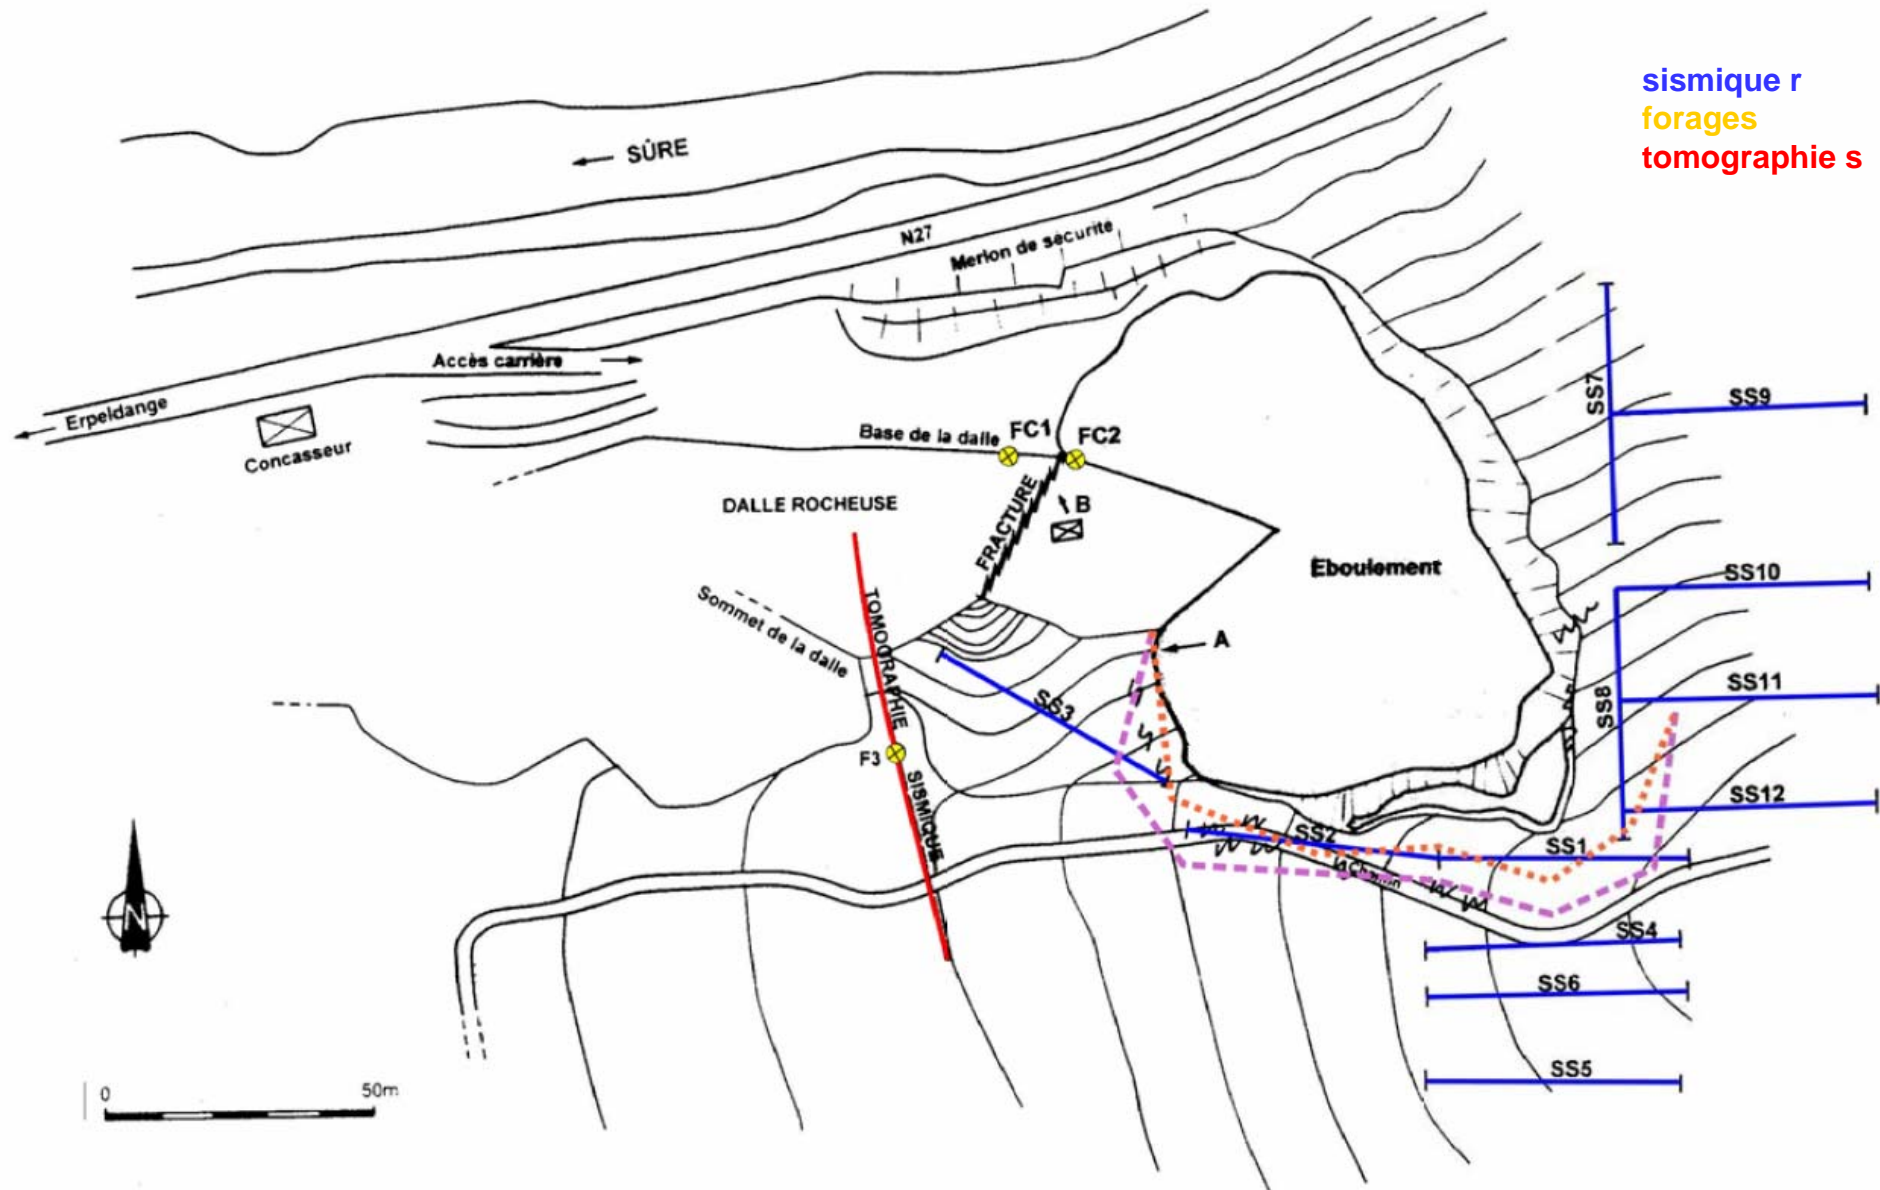 sismique r
forages
tomographie s
SÛRE
N27
Merlon de sécurité
Accès carrière
Erpeldange
Concasseur
SS7
SS9
Base de la dalle
FC1
FC2
DALLE ROCHEUSE
FRACTURE
B
Eboulement
SS10
TOMOGRAPHIE
Sommet de la dalle
A
SS3
SS8
SS11
F3
SISMIQUE
SS12
SS2
SS1
SS4
SS6
SS5
N
0
50m